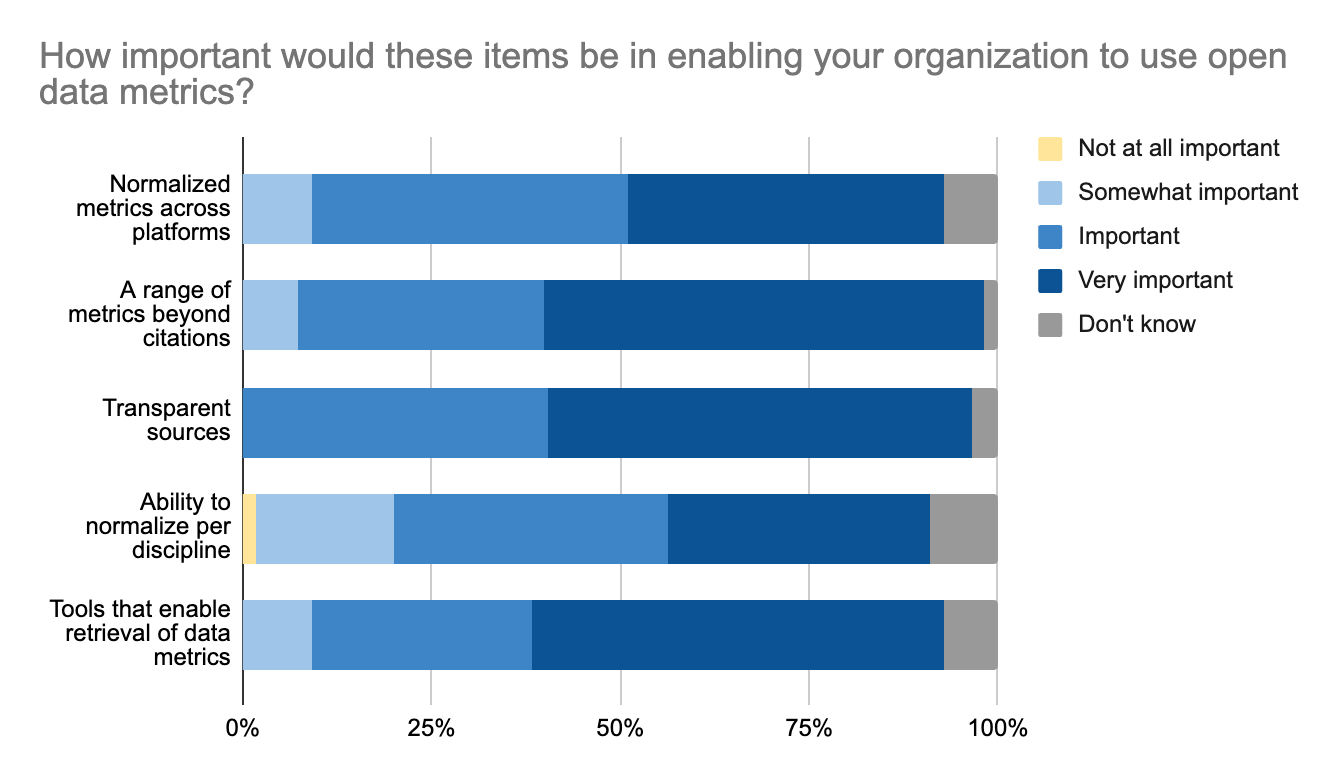 How important would these items be in enabling your organization to use open
data metrics?
Not at all important
Somewhat important
Important
Very important
Don't know
Normalized
metrics across
platforms
A range of
metrics beyond
citations
Transparent
sources
Ability to
normalize per
discipline
Tools that enable
retrieval of data
metrics
0%
25%
50%
75%
100%